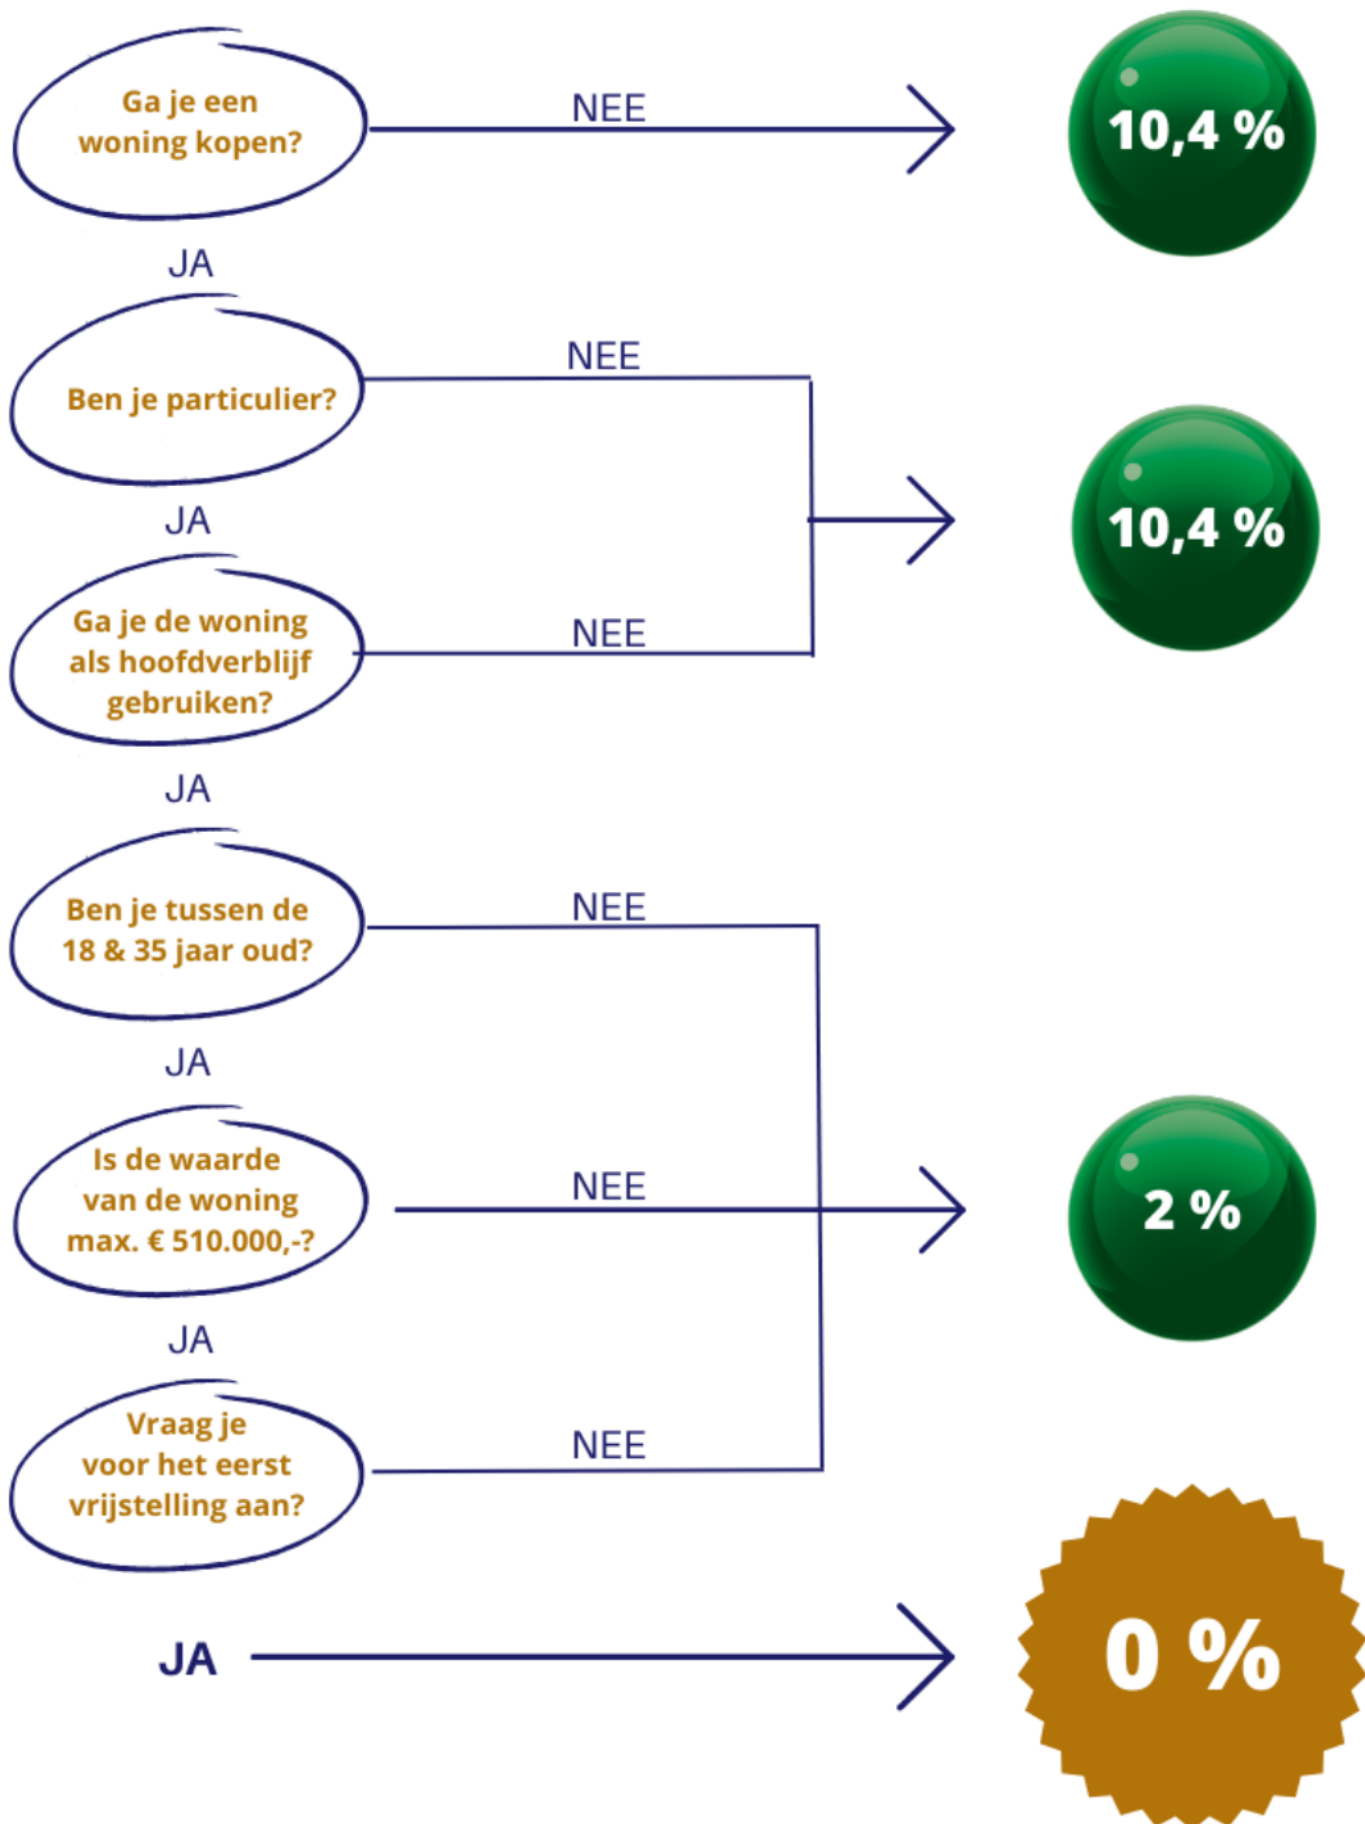 Ga je een
woning kopen?
NEE
10,4 %
JA
Ben je particulier?
NEE
10,4 %
JA
Ga je de woning
als hoofdverblijf
gebruiken?
NEE
JA
Ben je tussen de
18 & 35 jaar oud?
NEE
JA
Is de waarde
van de woning
max. € 510.000,-?
NEE
2 %
JA
Vraag je
voor het eerst
vrijstelling aan?
NEE
JA
0 %